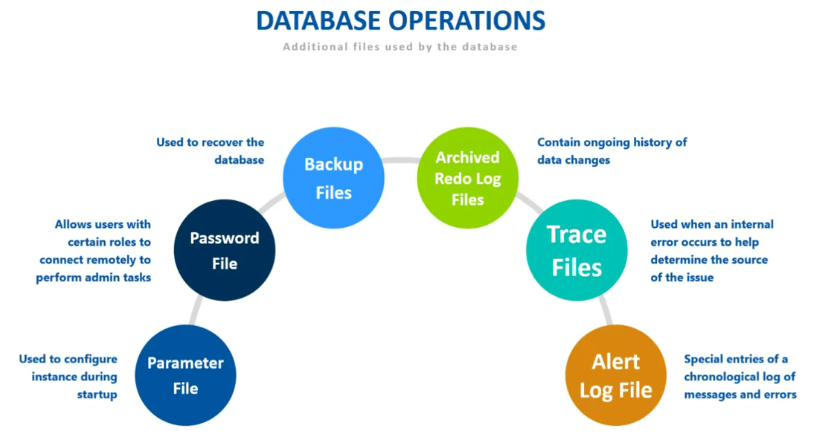 DATABASE OPERATIONS
Additional files used by the database
Used to recover the
database
Backup
Files
Archived
Redo Log
Files
Contain ongoing history of
data changes
Allows users with
certain roles to
connect remotely to
perform admin tasks
Password
File
Trace
Files
Used when an internal
error occurs to help
determine the source
of the issue
Used to configure
instance during
startup
Parameter
File
Alert
Log File
Special entries of a
chronological log of
messages and errors